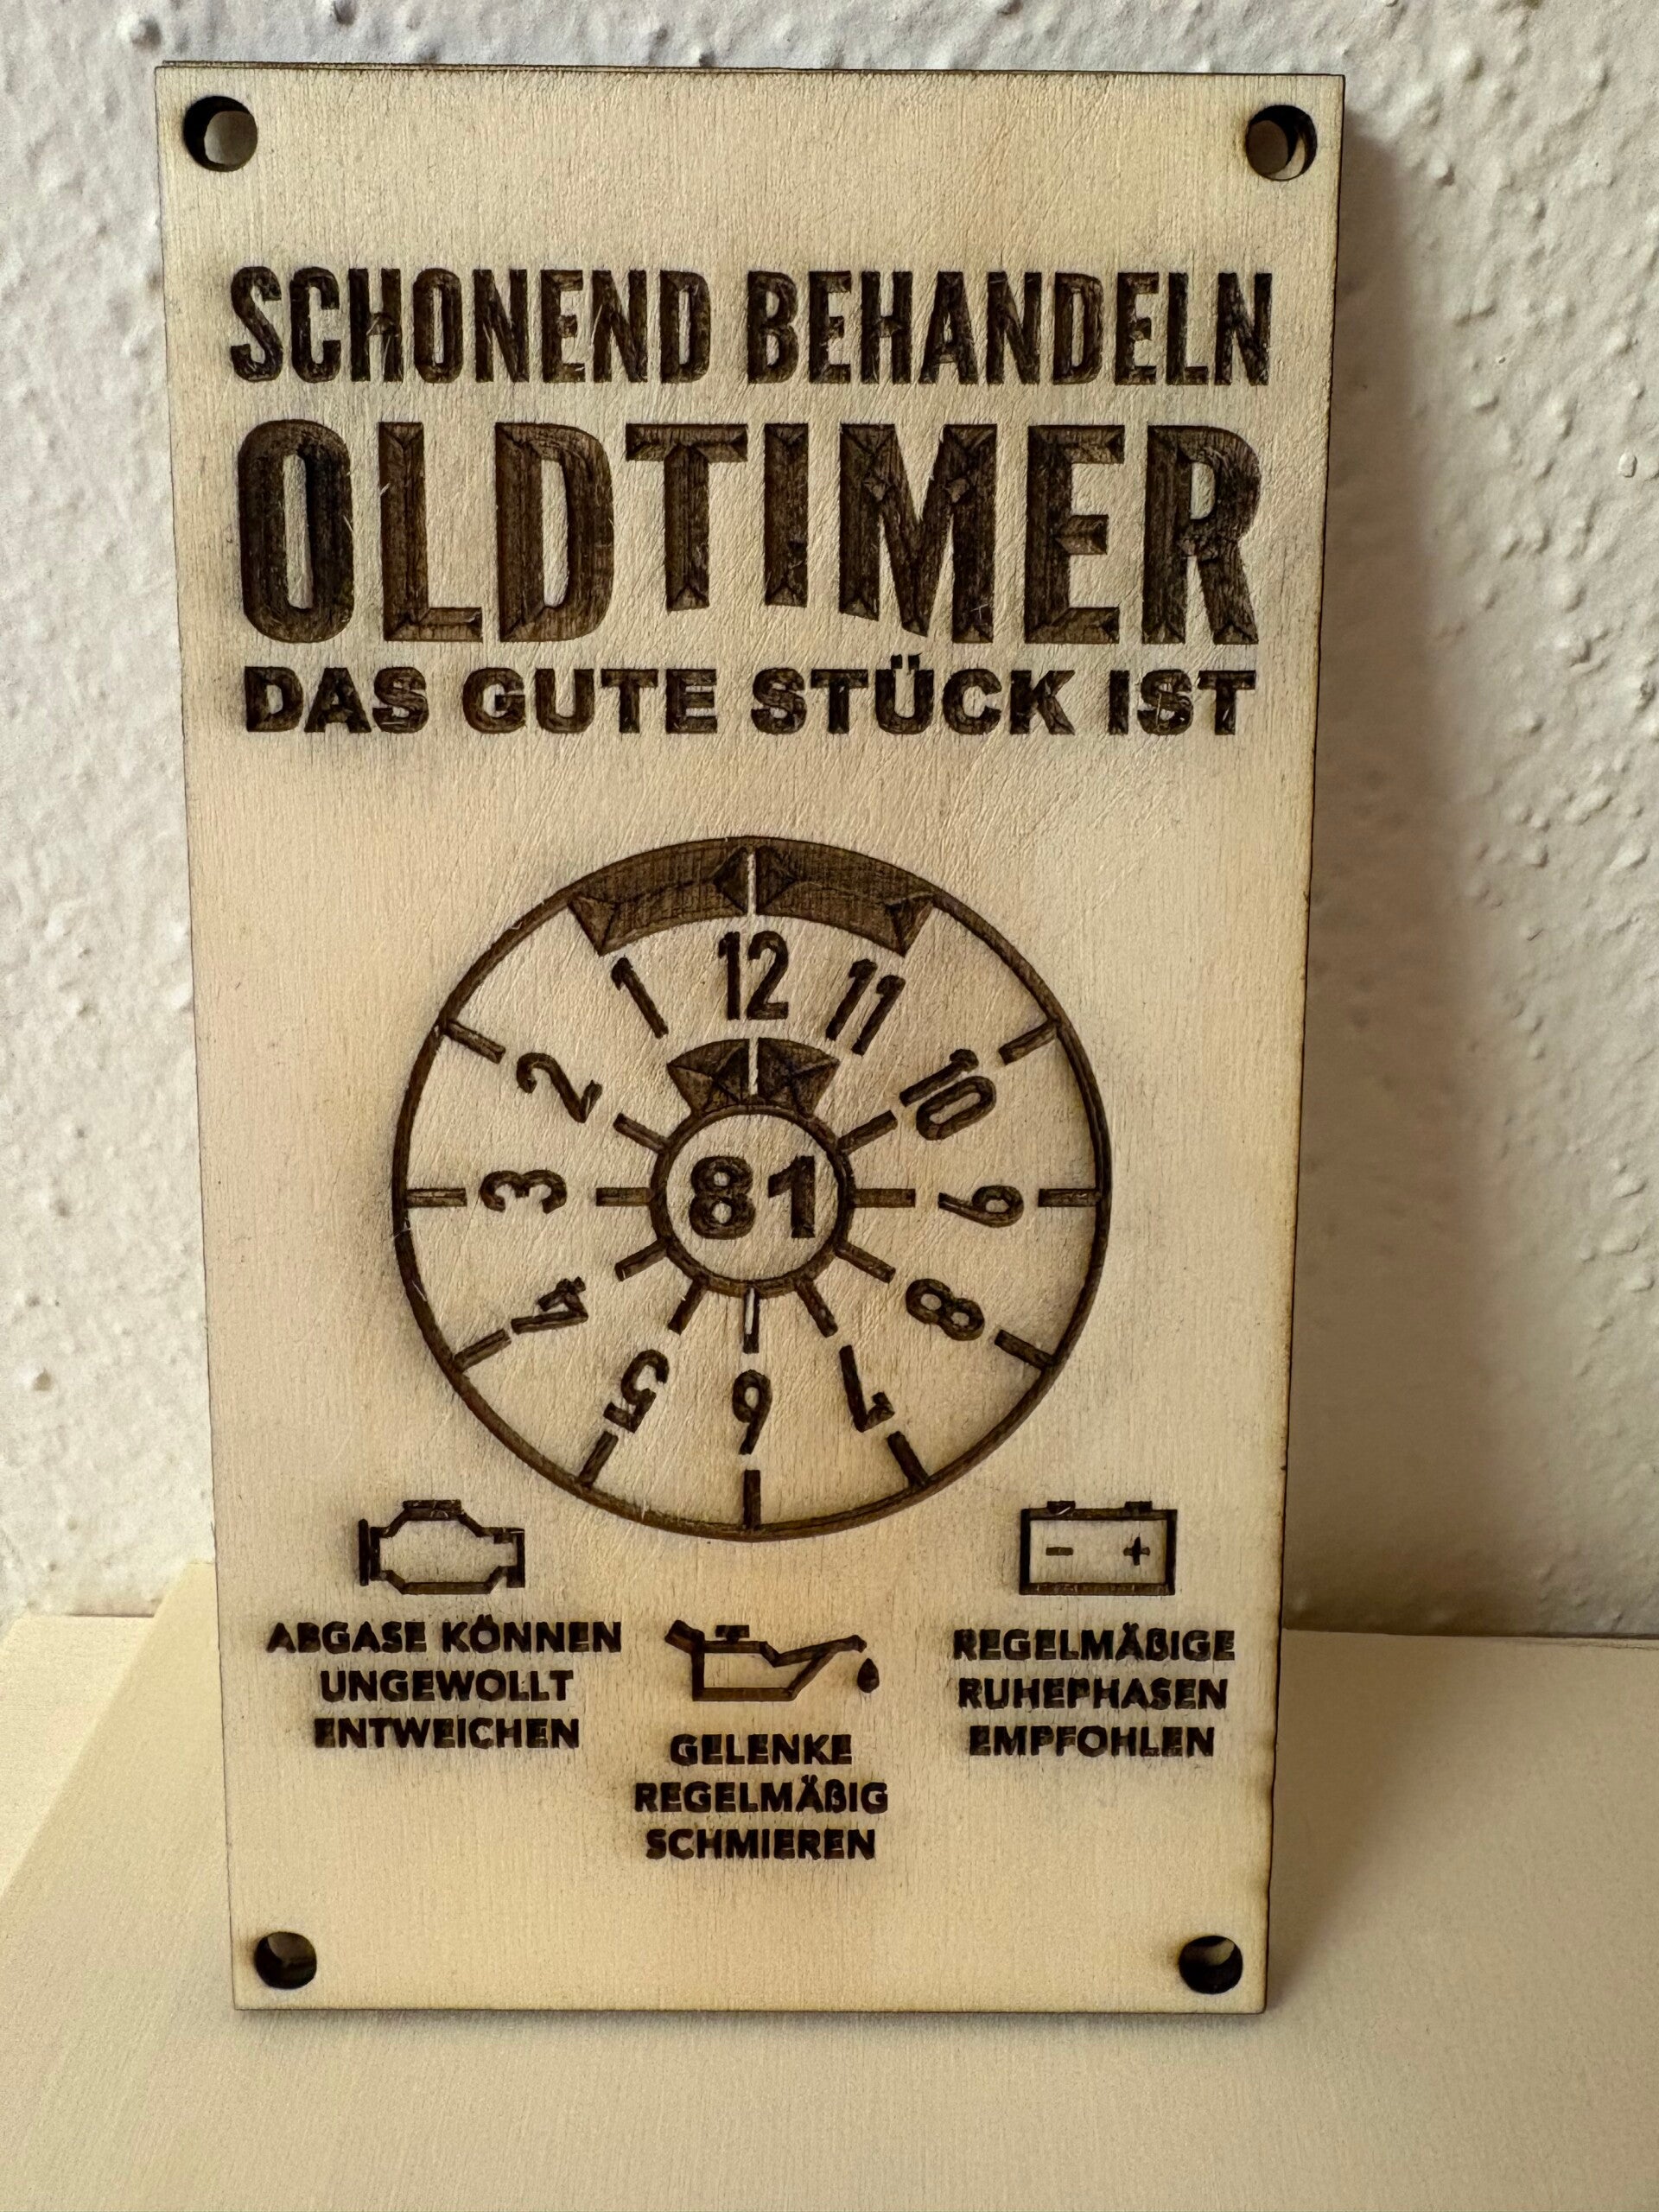 SCHONEND BEHANDELN
OLDTIMER
DAS GUTE STÜCK IST
12
1
11
2
10
3
81
9
4
8
5
6
7
- +
ABGASE KÖNNEN
UNGEWOLLT
ENTWEICHEN
GELENKE
REGELMÄßIG
SCHMIEREN
REGELMÄßIGE
RUHEPHASEN
EMPFOHLEN